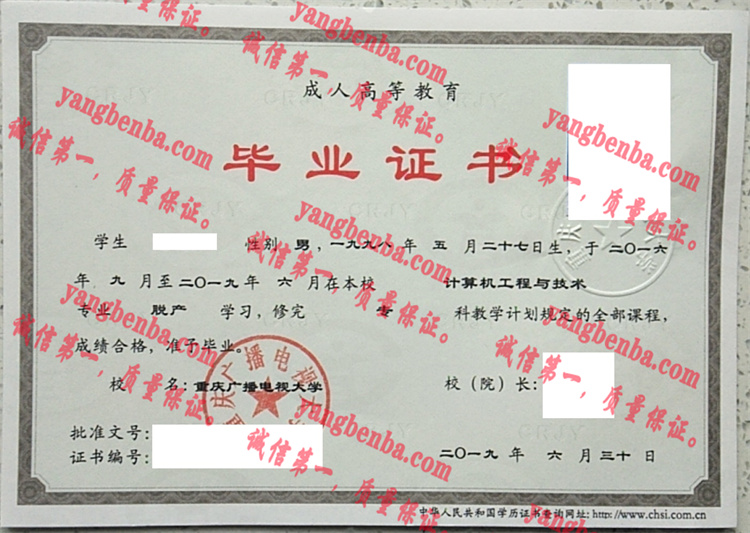 成人高等教育
毕业证书
学生 性别 男，一九九八年 五 月二十七日生，于二〇一六
年 九 月至二〇一九年 六 月在本校 计算机工程与技术
专业 脱产 学习，修完 专 科教学计划规定的全部课程，
成绩合格，准予毕业。
校 名：重庆广播电视大学 校（院）长：
批准文号：
证书编号： 二〇一九 年 六 月 三十 日
中华人民共和国学历证书查询网址：http://www.chsi.com.cn
yangbenba.com
诚信第一，质量保证。